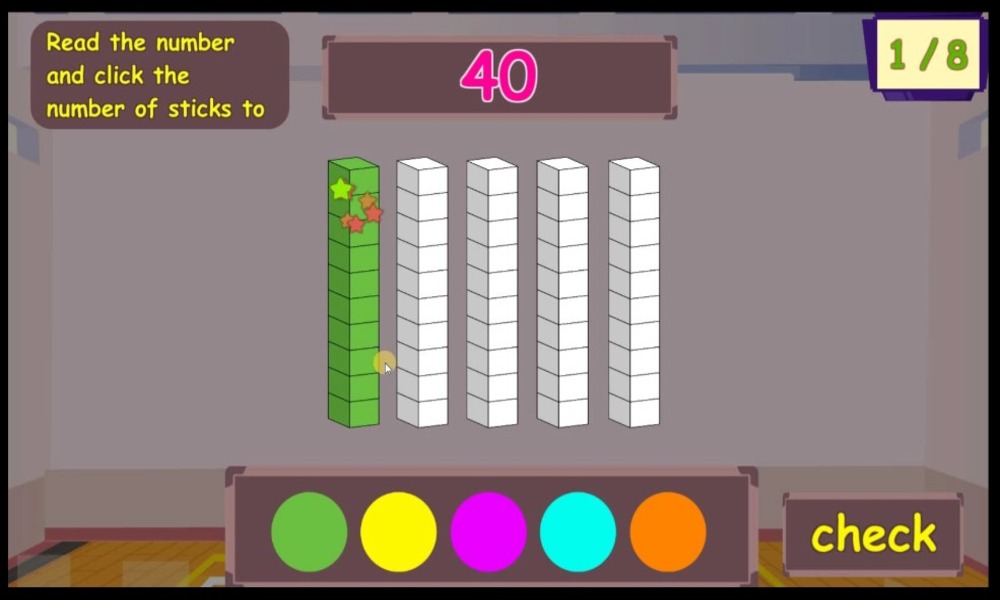 Read the number
and click the
number of sticks to
40
1 / 8
check